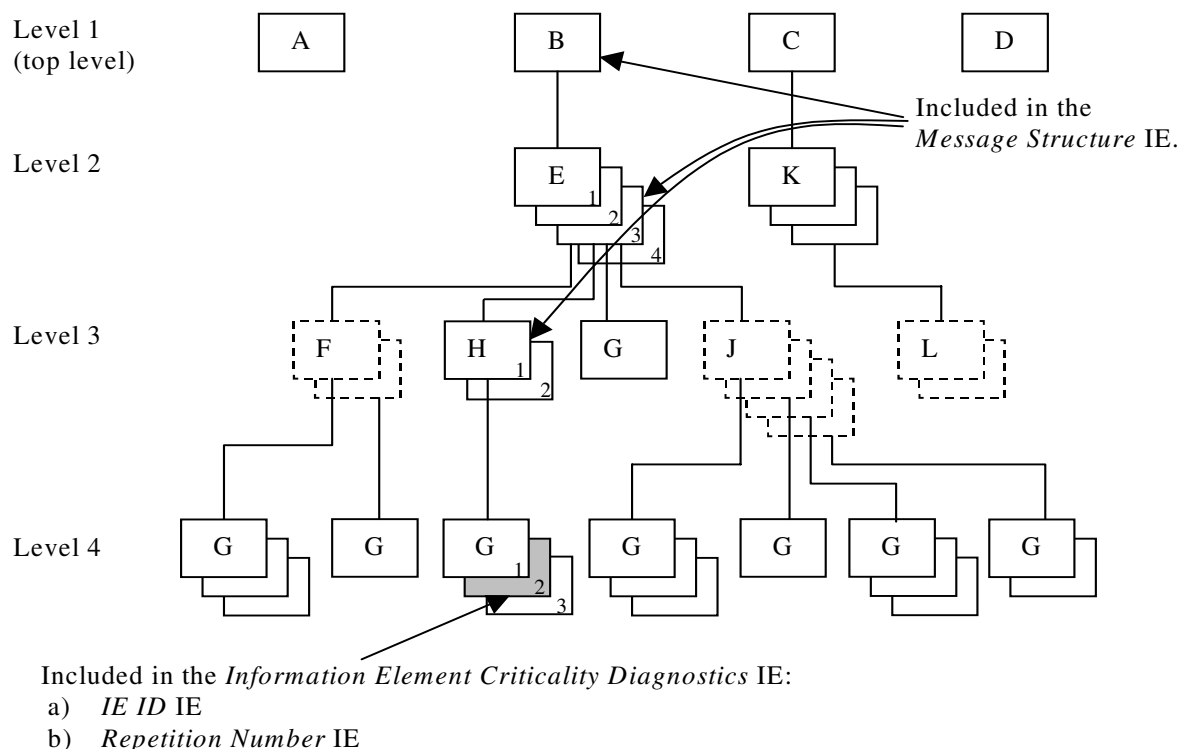 Level 1
(top level)
A
B
C
D
Included in the
Message Structure IE.
Level 2
E
1
2
3
4
K
Level 3
F
H
1
2
G
J
L
Level 4
G
G
G
1
2
3
G
G
G
G
Included in the Information Element Criticality Diagnostics IE:
a) IE ID IE
b) Repetition Number IE